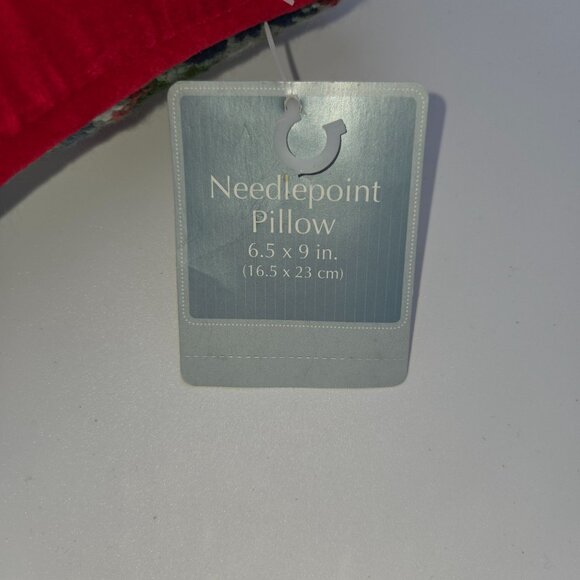 Needlepoint
Pillow
6.5 x 9 in.
(16.5 x 23 cm)